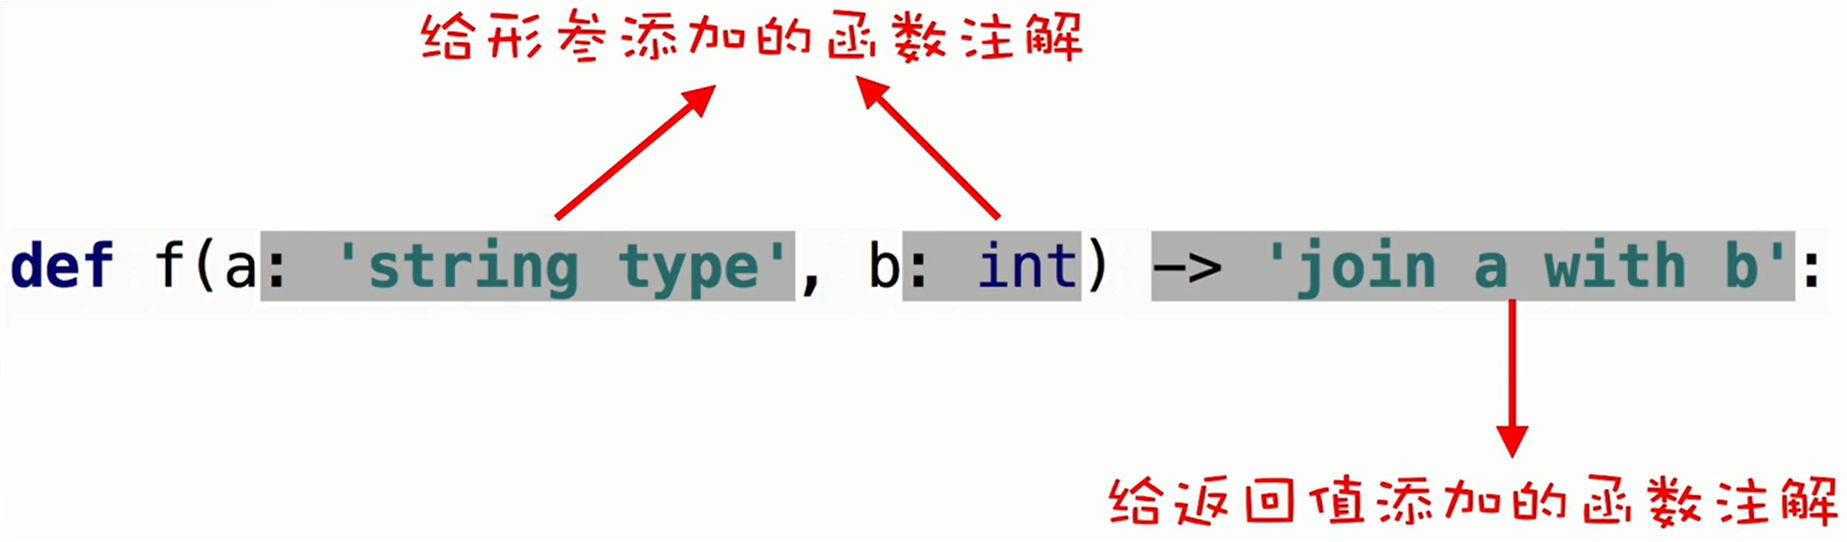 给形参添加的函数注解
def f(a: 'string type', b: int) -> 'join a with b':
给返回值添加的函数注解